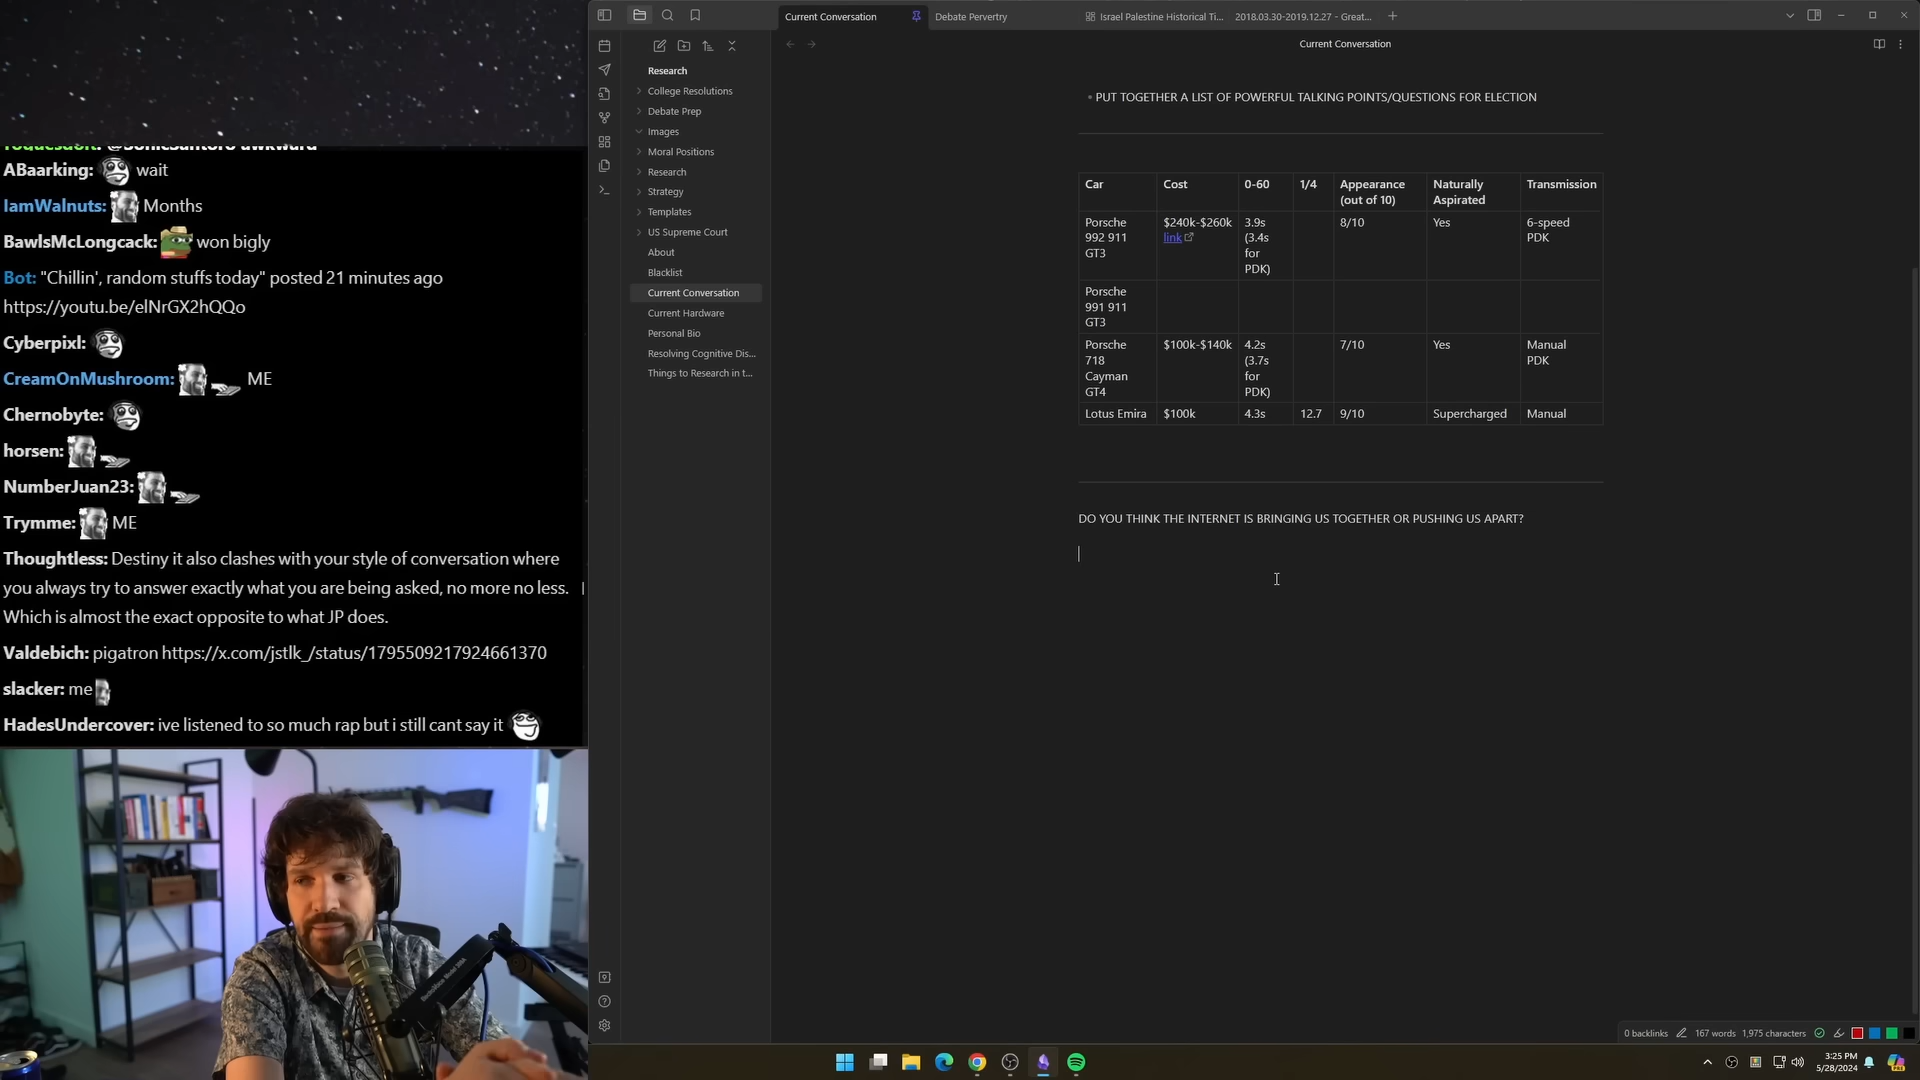 @SonicSantoro awkward
ABaarking: wait
IamWalnuts: Months
BawlsMcLongcack: won bigly
Bot: "Chillin', random stuffs today" posted 21 minutes ago
https://youtu.be/elNrGX2hQQo
Cyberpixl:
CreamOnMushroom: ME
Chernobyte:
horsen:
NumberJuan23:
Trymme: ME
Thoughtless: Destiny it also clashes with your style of conversation where
you always try to answer exactly what you are being asked, no more no less.
Which is almost the exact opposite to what JP does.
Valdebich: pigatron https://x.com/jstlk_/status/1795509217924661370
slacker: me
HadesUndercover: ive listened to so much rap but i still cant say it
Current Conversation
Debate Pervertry
Israel Palestine Historical Ti...
2018.03.30-2019.12.27 - Great...
Current Conversation
Research
College Resolutions
Debate Prep
Images
Moral Positions
Research
Strategy
Templates
US Supreme Court
About
Blacklist
Current Conversation
Current Hardware
Personal Bio
Resolving Cognitive Dis...
Things to Research in t...
PUT TOGETHER A LIST OF POWERFUL TALKING POINTS/QUESTIONS FOR ELECTION
Car Cost 0-60 1/4 Appearance (out of 10) Naturally Aspirated Transmission
Porsche 992 911 GT3 $240k-$260k link 3.9s (3.4s for PDK) 8/10 Yes 6-speed PDK
Porsche 991 911 GT3
Porsche 718 Cayman GT4 $100k-$140k 4.2s (3.7s for PDK) 7/10 Yes Manual PDK
Lotus Emira $100k 4.3s 12.7 9/10 Supercharged Manual
DO YOU THINK THE INTERNET IS BRINGING US TOGETHER OR PUSHING US APART?
0 backlinks 167 words 1,975 characters
3:25 PM
5/28/2024